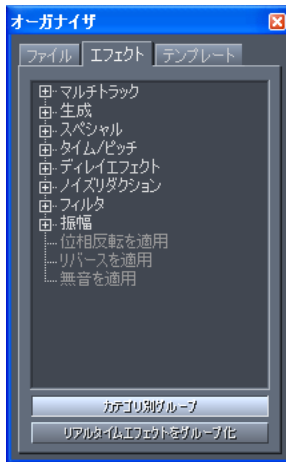 オーガナイザ
ファイル エフェクト テンプレート
マルチトラック
生成
スペシャル
タイム/ピッチ
ディレイエフェクト
ノイズリダクション
フィルタ
振幅
位相反転を適用
リバースを適用
無音を適用
カテゴリ別グループ
リアルタイムエフェクトをグループ化